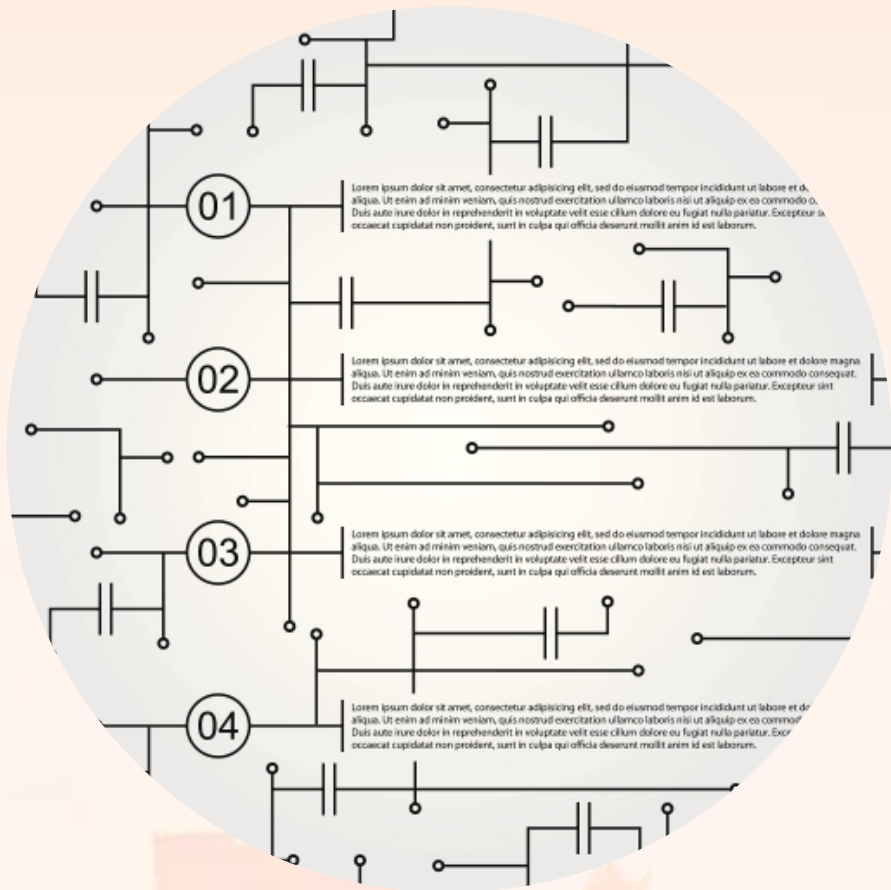 01
Lorem ipsum dolor sit amet, consectetur adipisicing elit, sed do eiusmod tempor incididunt ut labore et
aliqua. Ut enim ad minim veniam, quis nostrud exercitation ullamco laboris nisi ut aliquip ex ea commodo
Duis aute irure dolor in reprehenderit in voluptate velit esse cillum dolore eu fugiat nulla pariatur. Excepteur
occaecat cupidatat non proident, sunt in culpa qui officia deserunt mollit anim id est laborum.
02
Lorem ipsum dolor sit amet, consectetur adipisicing elit, sed do eiusmod tempor incididunt ut labore et dolore magna
aliqua. Ut enim ad minim veniam, quis nostrud exercitation ullamco laboris nisi ut aliquip ex ea commodo consequat.
Duis aute irure dolor in reprehenderit in voluptate velit esse cillum dolore eu fugiat nulla pariatur. Excepteur sint
occaecat cupidatat non proident, sunt in culpa qui officia deserunt mollit anim id est laborum.
03
Lorem ipsum dolor sit amet, consectetur adipisicing elit, sed do eiusmod tempor incididunt ut labore et dolore magna
aliqua. Ut enim ad minim veniam, quis nostrud exercitation ullamco laboris nisi ut aliquip ex ea commodo consequat.
Duis aute irure dolor in reprehenderit in voluptate velit esse cillum dolore eu fugiat nulla pariatur. Excepteur sint
occaecat cupidatat non proident, sunt in culpa qui officia deserunt mollit anim id est laborum.
04
Lorem ipsum dolor sit amet, consectetur adipisicing elit, sed do eiusmod tempor incididunt ut labore et
aliqua. Ut enim ad minim veniam, quis nostrud exercitation ullamco laboris nisi ut aliquip ex ea commodo
Duis aute irure dolor in reprehenderit in voluptate velit esse cillum dolore eu fugiat nulla pariatur. Excepteur
occaecat cupidatat non proident, sunt in culpa qui officia deserunt mollit anim id est laborum.